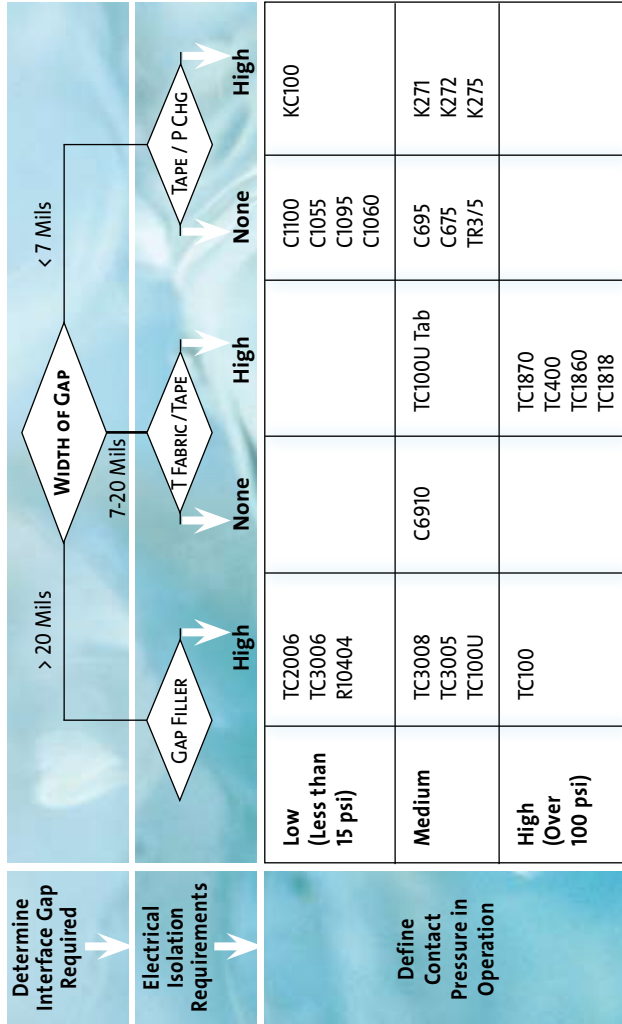 Determine
Interface Gap
Required
WIDTH OF GAP
> 20 Mils
7-20 Mils
< 7 Mils
Electrical
Isolation
Requirements
GAP FILLER
T FABRIC/TAPE
TAPE / P CHG
High
None
High
None
High
Define
Contact
Pressure in
Operation
Low
(Less than
15 psi)
TC2006
TC3006
R10404
C1100
C1055
C1095
C1060
KC100
Medium
TC3008
TC3005
TC100U
C6910
TC100U Tab
C695
C675
TR3/5
K271
K272
K275
High
(Over
100 psi)
TC100
TC1870
TC400
TC1860
TC1818